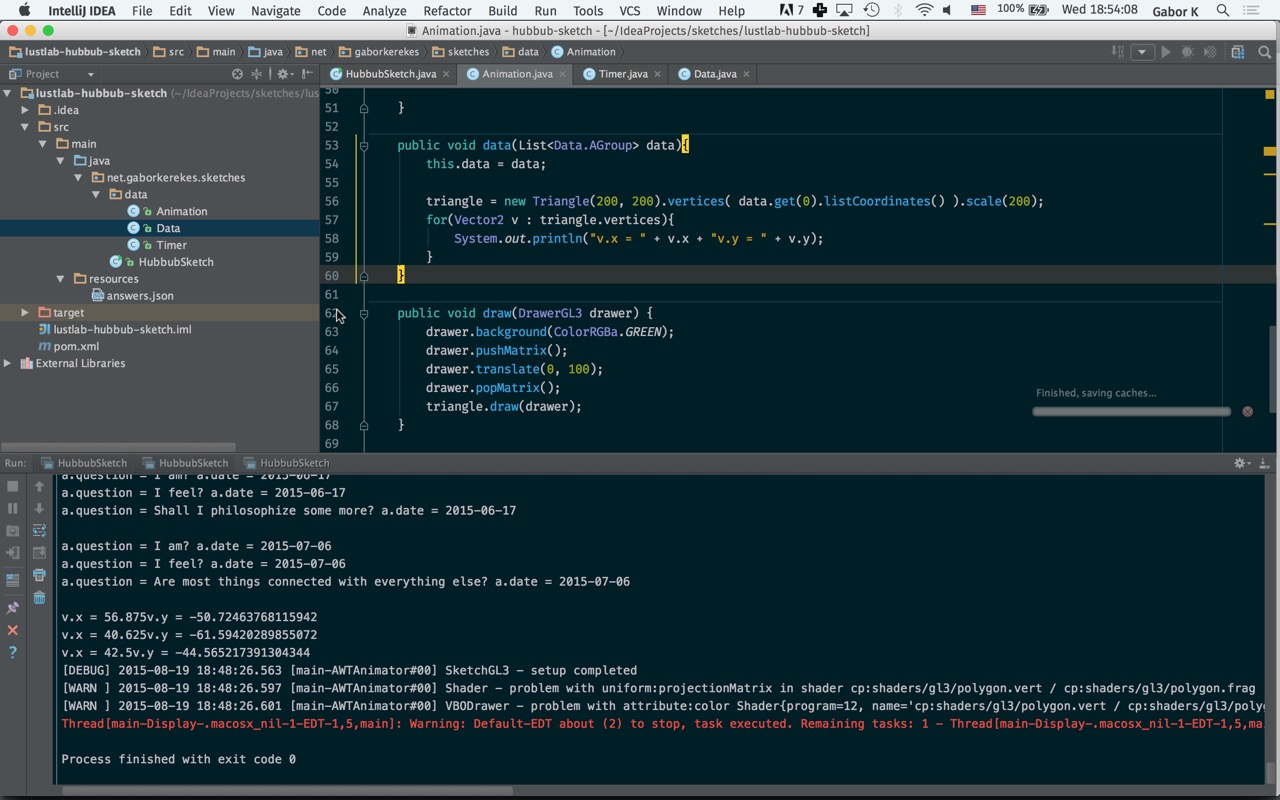 IntelliJ IDEA File Edit View Navigate Code Analyze Refactor Build Run Tools VCS Window Help 7 100% Wed 18:54:08 Gabor K
Animation.java - hubbub-sketch - [~/IdeaProjects/sketches/lustlab-hubbub-sketch]
lustlab-hubbub-sketch src main java net gaborkerekes sketches data Animation
Project
HubbubSketch.java Animation.java Timer.java Data.java
lustlab-hubbub-sketch (~/IdeaProjects/sketches/lus
.idea
src
main
java
net.gaborkerekes.sketches
data
Animation
Data
Timer
HubbubSketch
resources
answers.json
target
lustlab-hubbub-sketch.iml
pom.xml
External Libraries
50
51 }
52
53 public void data(List<Data.AGroup> data){
54 this.data = data;
55
56 triangle = new Triangle(200, 200).vertices( data.get(0).listCoordinates() ).scale(200);
57 for(Vector2 v : triangle.vertices){
58 System.out.println("v.x = " + v.x + "v.y = " + v.y);
59 }
60 }
61
62 public void draw(DrawerGL3 drawer) {
63 drawer.background(ColorRGBa.GREEN);
64 drawer.pushMatrix();
65 drawer.translate(0, 100);
66 drawer.popMatrix();
67 triangle.draw(drawer);
68 }
69
Finished, saving caches...
Run: HubbubSketch HubbubSketch HubbubSketch
a.question = I am? a.date = 2015-06-17
a.question = I feel? a.date = 2015-06-17
a.question = Shall I philosophize some more? a.date = 2015-06-17
a.question = I am? a.date = 2015-07-06
a.question = I feel? a.date = 2015-07-06
a.question = Are most things connected with everything else? a.date = 2015-07-06
v.x = 56.875v.y = -50.72463768115942
v.x = 40.625v.y = -61.59420289855072
v.x = 42.5v.y = -44.565217391304344
[DEBUG] 2015-08-19 18:48:26.563 [main-AWTAnimator#00] SketchGL3 - setup completed
[WARN ] 2015-08-19 18:48:26.597 [main-AWTAnimator#00] Shader - problem with uniform:projectionMatrix in shader cp:shaders/gl3/polygon.vert / cp:shaders/gl3/polygon.frag
[WARN ] 2015-08-19 18:48:26.601 [main-AWTAnimator#00] VBODrawer - problem with attribute:color Shader{program=12, name='cp:shaders/gl3/polygon.vert / cp:shaders/gl3/polyg
Thread[main-Display-.macosx_nil-1-EDT-1,5,main]: Warning: Default-EDT about (2) to stop, task executed. Remaining tasks: 1 - Thread[main-Display-.macosx_nil-1-EDT-1,5,ma
Process finished with exit code 0